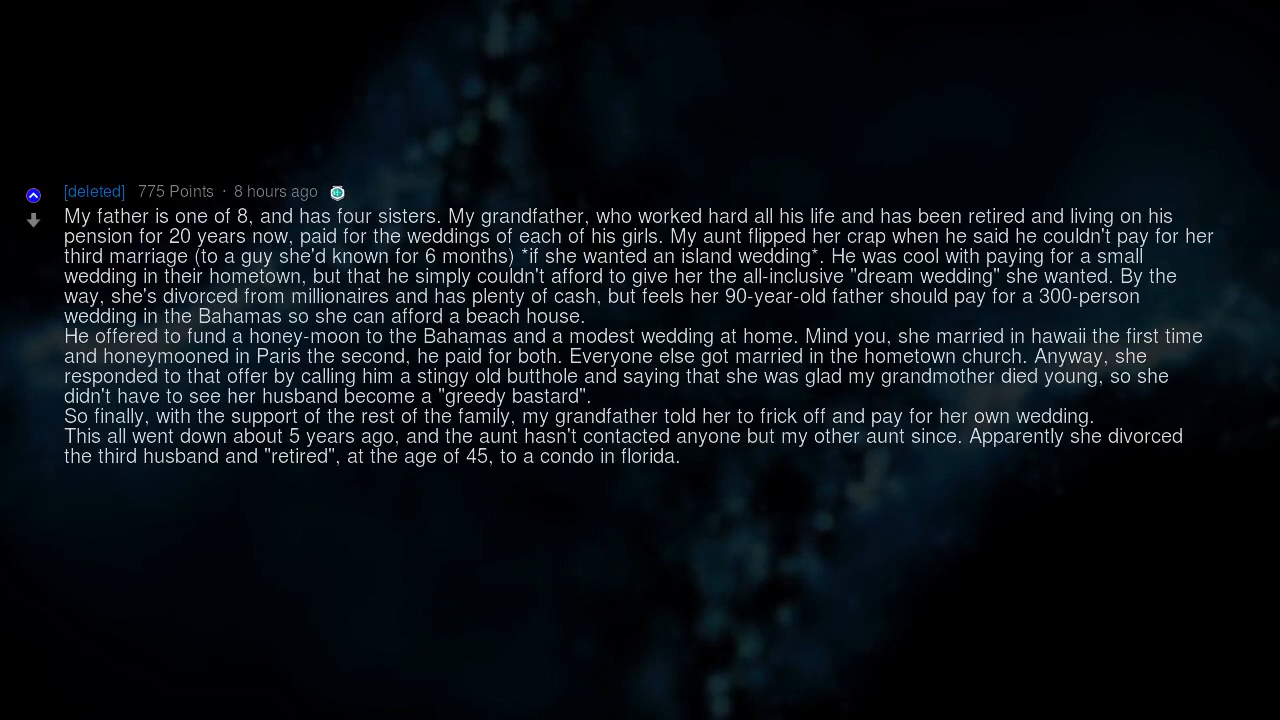 [deleted] 775 Points · 8 hours ago
My father is one of 8, and has four sisters. My grandfather, who worked hard all his life and has been retired and living on his
pension for 20 years now, paid for the weddings of each of his girls. My aunt flipped her crap when he said he couldn't pay for her
third marriage (to a guy she'd known for 6 months) *if she wanted an island wedding*. He was cool with paying for a small
wedding in their hometown, but that he simply couldn't afford to give her the all-inclusive "dream wedding" she wanted. By the
way, she's divorced from millionaires and has plenty of cash, but feels her 90-year-old father should pay for a 300-person
wedding in the Bahamas so she can afford a beach house.
He offered to fund a honey-moon to the Bahamas and a modest wedding at home. Mind you, she married in hawaii the first time
and honeymooned in Paris the second, he paid for both. Everyone else got married in the hometown church. Anyway, she
responded to that offer by calling him a stingy old butthole and saying that she was glad my grandmother died young, so she
didn't have to see her husband become a "greedy bastard".
So finally, with the support of the rest of the family, my grandfather told her to frick off and pay for her own wedding.
This all went down about 5 years ago, and the aunt hasn't contacted anyone but my other aunt since. Apparently she divorced
the third husband and "retired", at the age of 45, to a condo in florida.